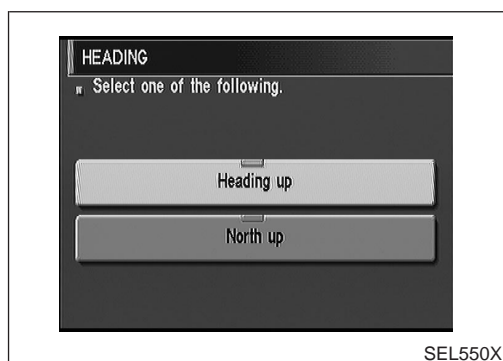 HEADING
Select one of the following.
Heading up
North up
SEL550X